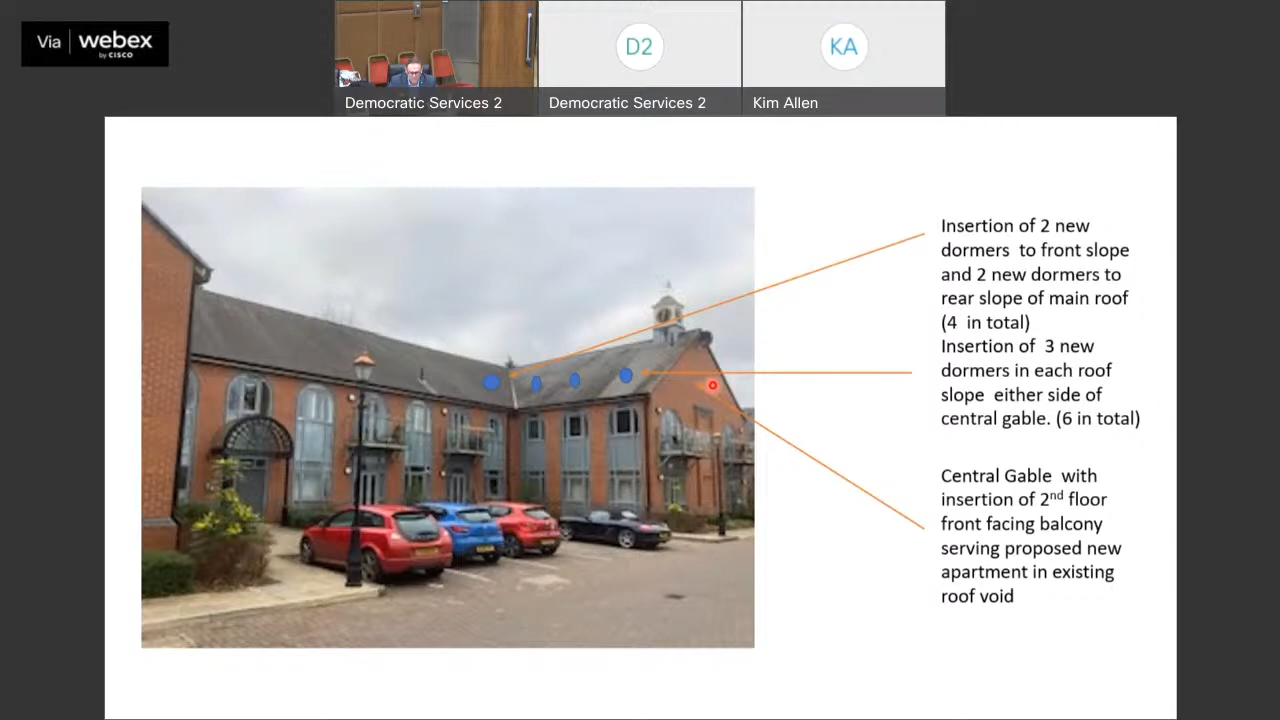 Via webex
by CISCO
Democratic Services 2
D2
Democratic Services 2
KA
Kim Allen
Insertion of 2 new
dormers to front slope
and 2 new dormers to
rear slope of main roof
(4 in total)
Insertion of 3 new
dormers in each roof
slope either side of
central gable. (6 in total)
Central Gable with
insertion of 2nd floor
front facing balcony
serving proposed new
apartment in existing
roof void